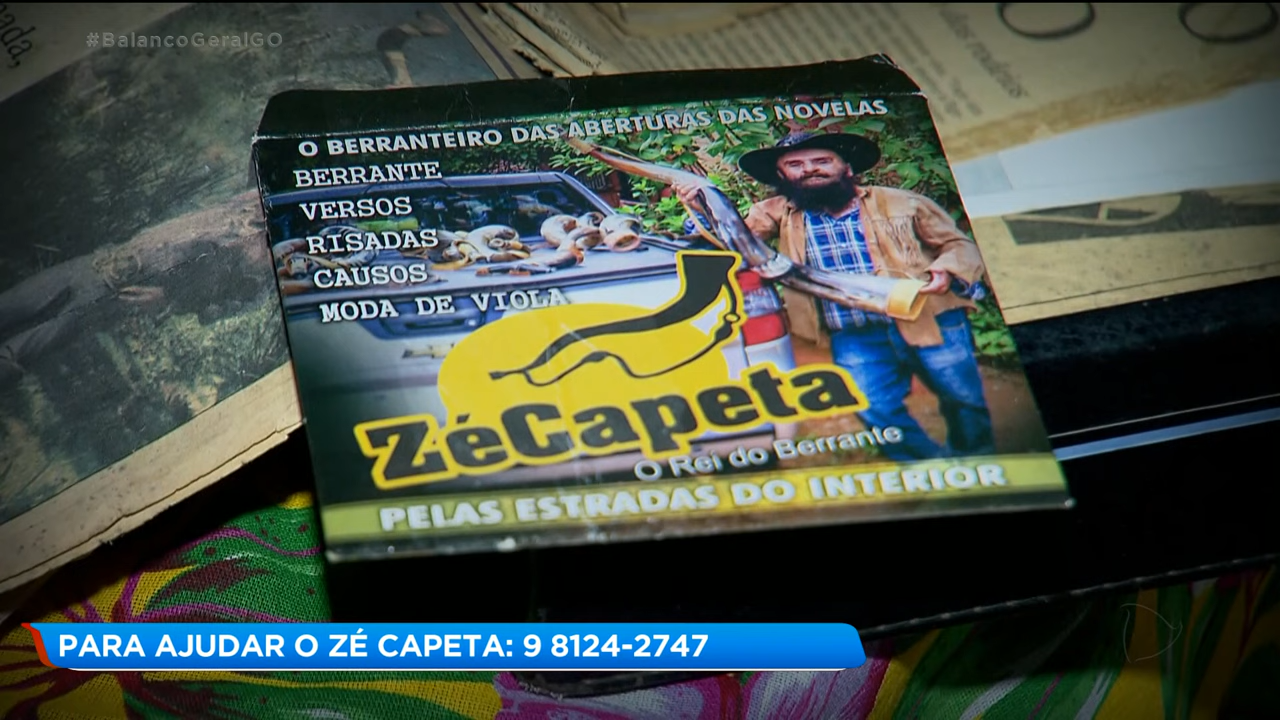 #BalancoGeralGO
O BERRANTEIRO DAS ABERTURAS DAS NOVELAS
BERRANTE
VERSOS
RISADAS
CAUSOS
MODA DE VIOLA
ZéCapeta
O Rei do Berrante
PELAS ESTRADAS DO INTERIOR
PARA AJUDAR O ZÉ CAPETA: 9 8124-2747